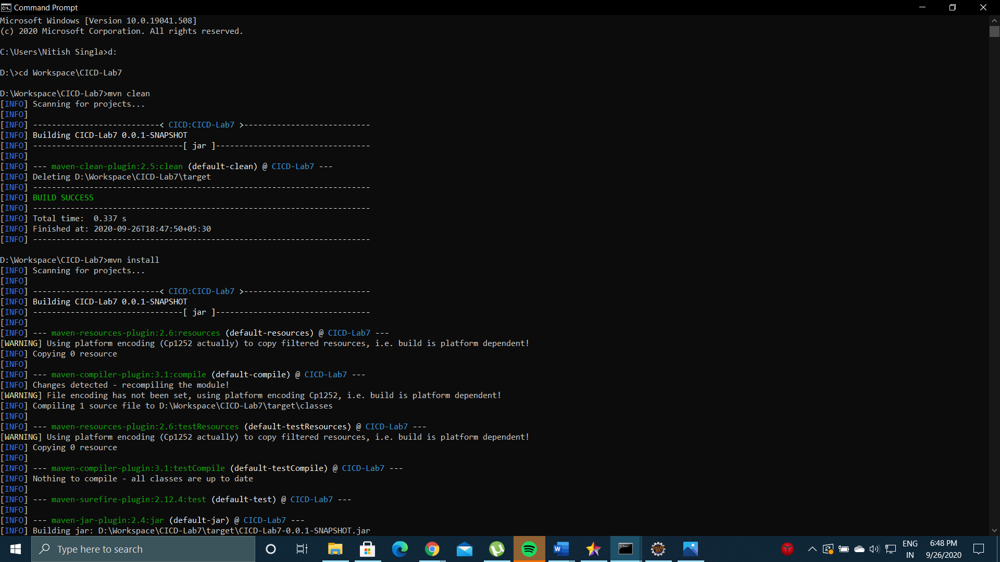 Command Prompt
Microsoft Windows [Version 10.0.19041.508]
(c) 2020 Microsoft Corporation. All rights reserved.
C:\Users\Nitish Singla>d:
D:\>cd Workspace\CICD-Lab7
D:\Workspace\CICD-Lab7>mvn clean
[INFO] Scanning for projects...
[INFO]
[INFO] ---------------------------< CICD:CICD-Lab7 >---------------------------
[INFO] Building CICD-Lab7 0.0.1-SNAPSHOT
[INFO] --------------------------------[ jar ]---------------------------------
[INFO]
[INFO] --- maven-clean-plugin:2.5:clean (default-clean) @ CICD-Lab7 ---
[INFO] Deleting D:\Workspace\CICD-Lab7\target
[INFO] ------------------------------------------------------------------------
[INFO] BUILD SUCCESS
[INFO] ------------------------------------------------------------------------
[INFO] Total time:  0.337 s
[INFO] Finished at: 2020-09-26T18:47:50+05:30
[INFO] ------------------------------------------------------------------------
D:\Workspace\CICD-Lab7>mvn install
[INFO] Scanning for projects...
[INFO]
[INFO] ---------------------------< CICD:CICD-Lab7 >---------------------------
[INFO] Building CICD-Lab7 0.0.1-SNAPSHOT
[INFO] --------------------------------[ jar ]---------------------------------
[INFO]
[INFO] --- maven-resources-plugin:2.6:resources (default-resources) @ CICD-Lab7 ---
[WARNING] Using platform encoding (Cp1252 actually) to copy filtered resources, i.e. build is platform dependent!
[INFO] Copying 0 resource
[INFO]
[INFO] --- maven-compiler-plugin:3.1:compile (default-compile) @ CICD-Lab7 ---
[INFO] Changes detected - recompiling the module!
[WARNING] File encoding has not been set, using platform encoding Cp1252, i.e. build is platform dependent!
[INFO] Compiling 1 source file to D:\Workspace\CICD-Lab7\target\classes
[INFO]
[INFO] --- maven-resources-plugin:2.6:testResources (default-testResources) @ CICD-Lab7 ---
[WARNING] Using platform encoding (Cp1252 actually) to copy filtered resources, i.e. build is platform dependent!
[INFO] Copying 0 resource
[INFO]
[INFO] --- maven-compiler-plugin:3.1:testCompile (default-testCompile) @ CICD-Lab7 ---
[INFO] Nothing to compile - all classes are up to date
[INFO]
[INFO] --- maven-surefire-plugin:2.12.4:test (default-test) @ CICD-Lab7 ---
[INFO]
[INFO] --- maven-jar-plugin:2.4:jar (default-jar) @ CICD-Lab7 ---
[INFO] Building jar: D:\Workspace\CICD-Lab7\target\CICD-Lab7-0.0.1-SNAPSHOT.jar
Type here to search
ENG
IN
6:48 PM
9/26/2020